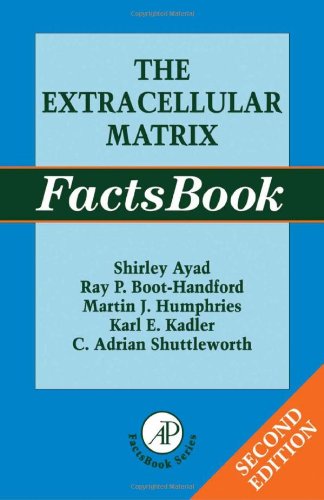 THE
EXTRACELLULAR
MATRIX
FactsBook
Shirley Ayad
Ray P. Boot-Handford
Martin J. Humphries
Karl E. Kadler
C. Adrian Shuttleworth
AP
FactsBook Series
SECOND
EDITION